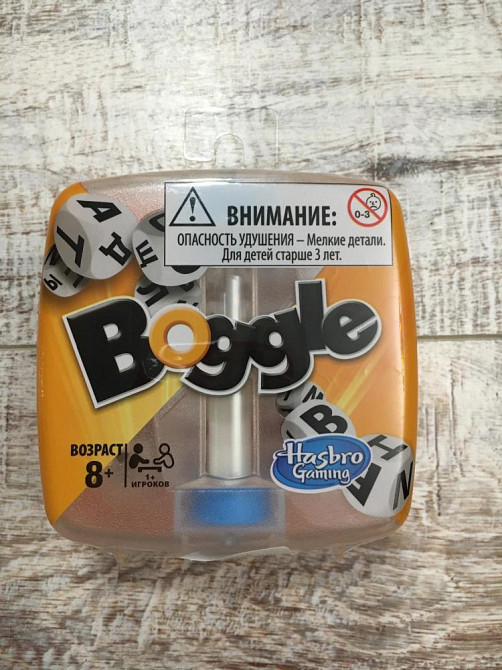 ВНИМАНИЕ:
0-3
ОПАСНОСТЬ УДУШЕНИЯ – Мелкие детали.
Для детей старше 3 лет.
Boggle
ВОЗРАСТ
8+
1+
ИГРОКОВ
Hasbro
Gaming